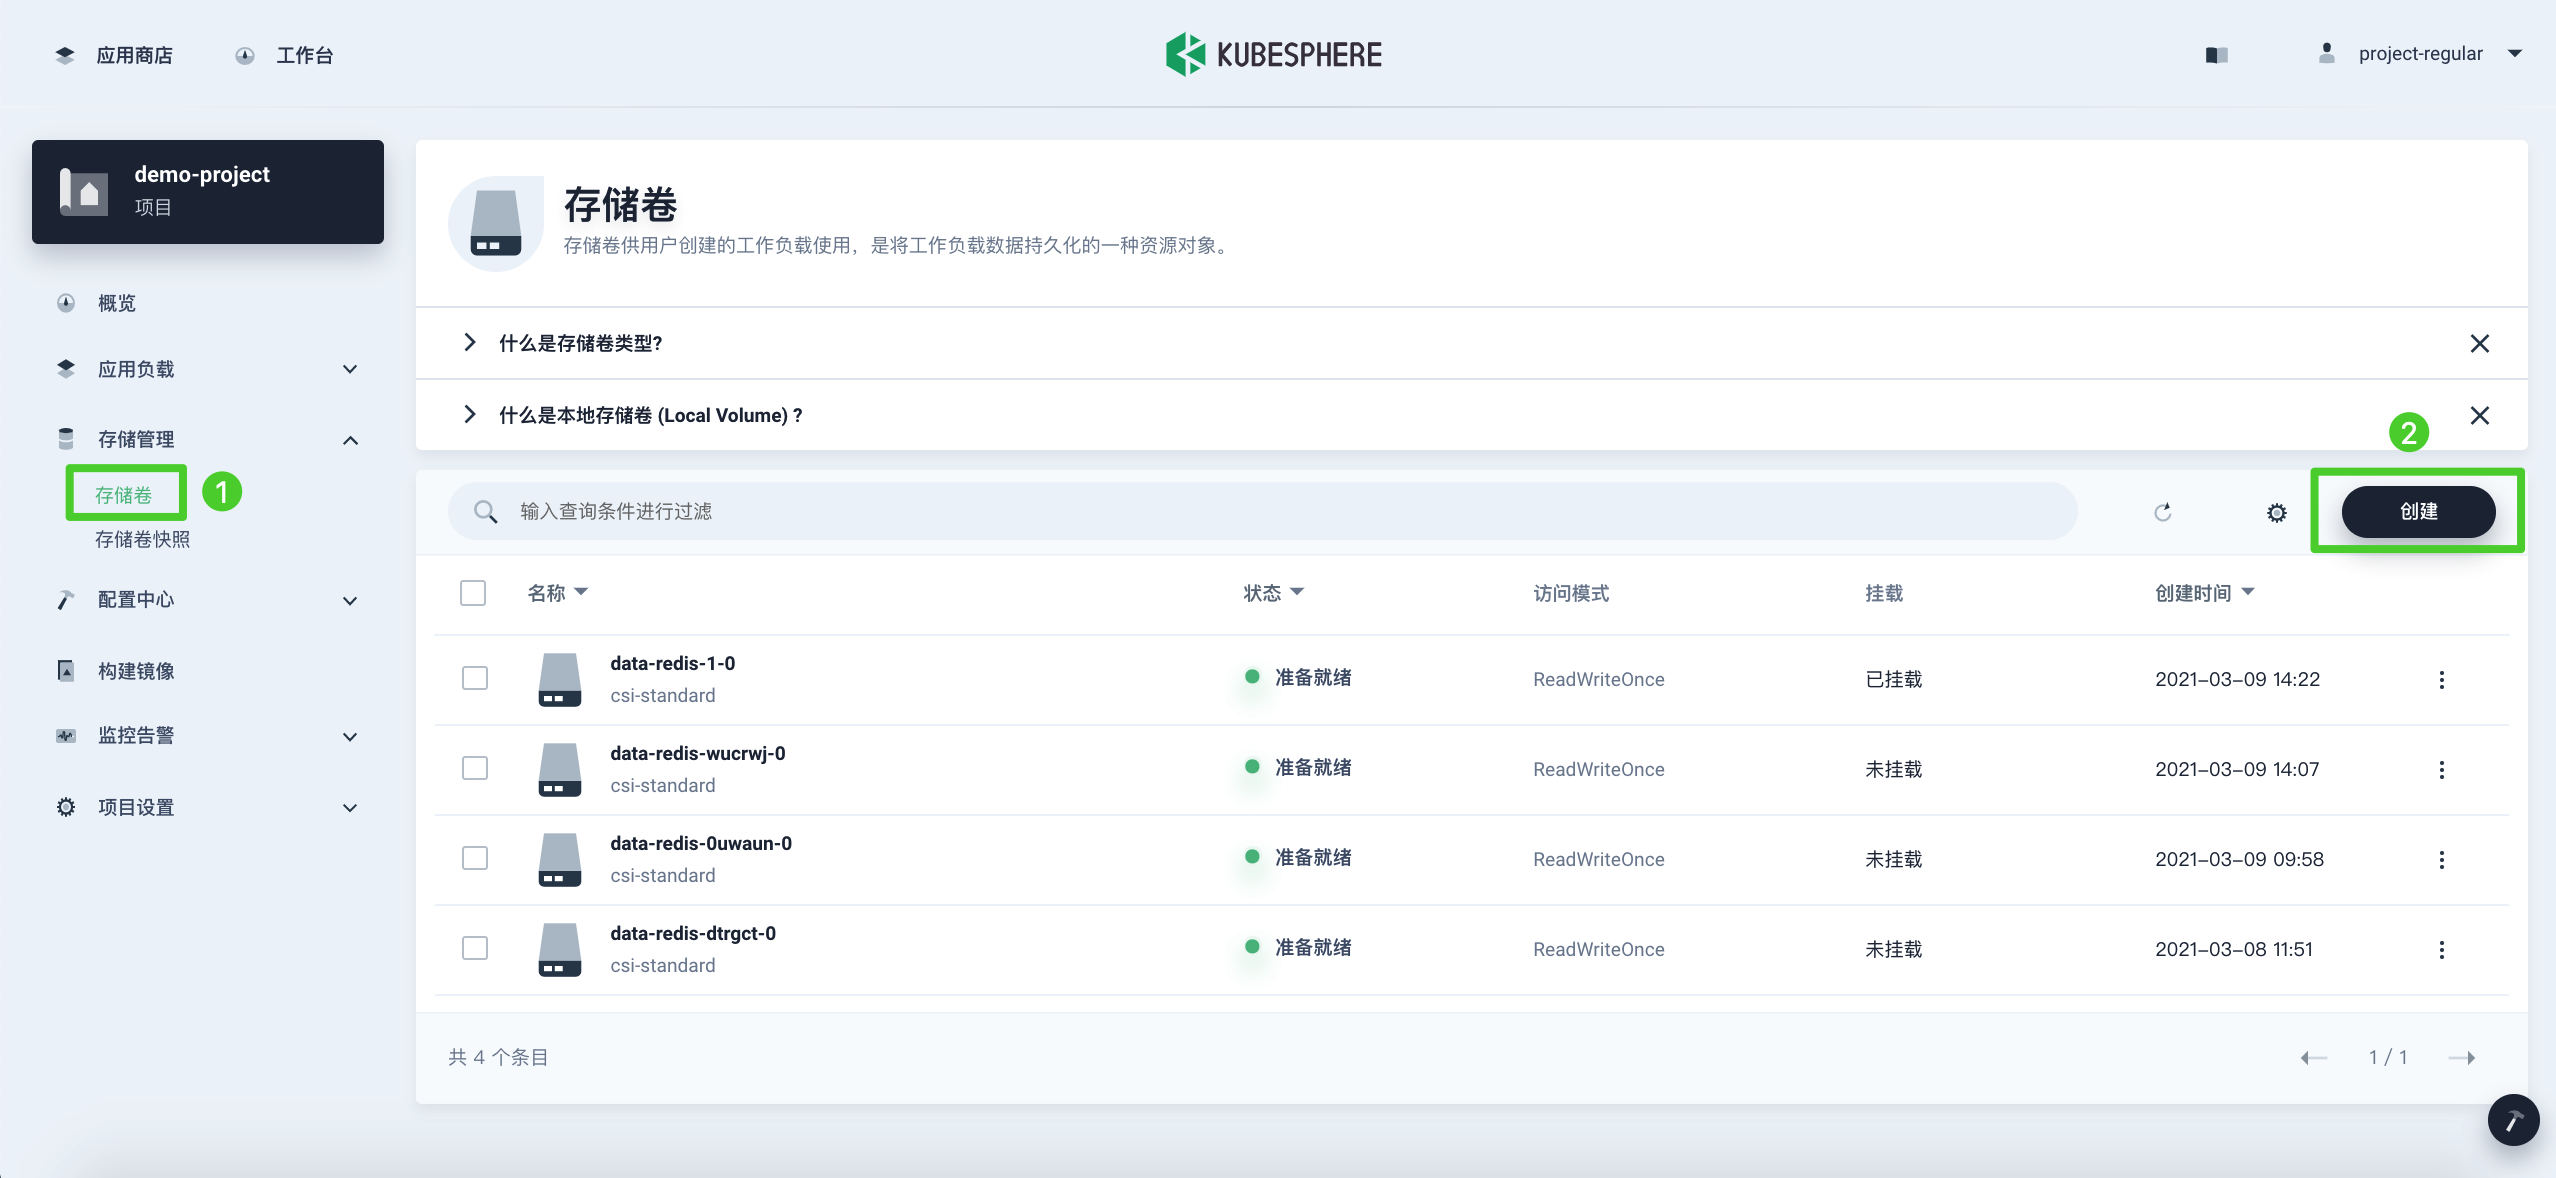 应用商店
工作台
KUBESPHERE
project-regular
demo-project
项目
概览
应用负载
存储管理
存储卷
1
存储卷快照
配置中心
构建镜像
监控告警
项目设置
存储卷
存储卷供用户创建的工作负载使用，是将工作负载数据持久化的一种资源对象。
什么是存储卷类型?
什么是本地存储卷 (Local Volume) ?
2
输入查询条件进行过滤
创建
名称 状态 访问模式 挂载 创建时间
data-redis-1-0
csi-standard
准备就绪 ReadWriteOnce 已挂载 2021-03-09 14:22
data-redis-wucrwj-0
csi-standard
准备就绪 ReadWriteOnce 未挂载 2021-03-09 14:07
data-redis-0uwaun-0
csi-standard
准备就绪 ReadWriteOnce 未挂载 2021-03-09 09:58
data-redis-dtrgct-0
csi-standard
准备就绪 ReadWriteOnce 未挂载 2021-03-08 11:51
共 4 个条目
1 / 1